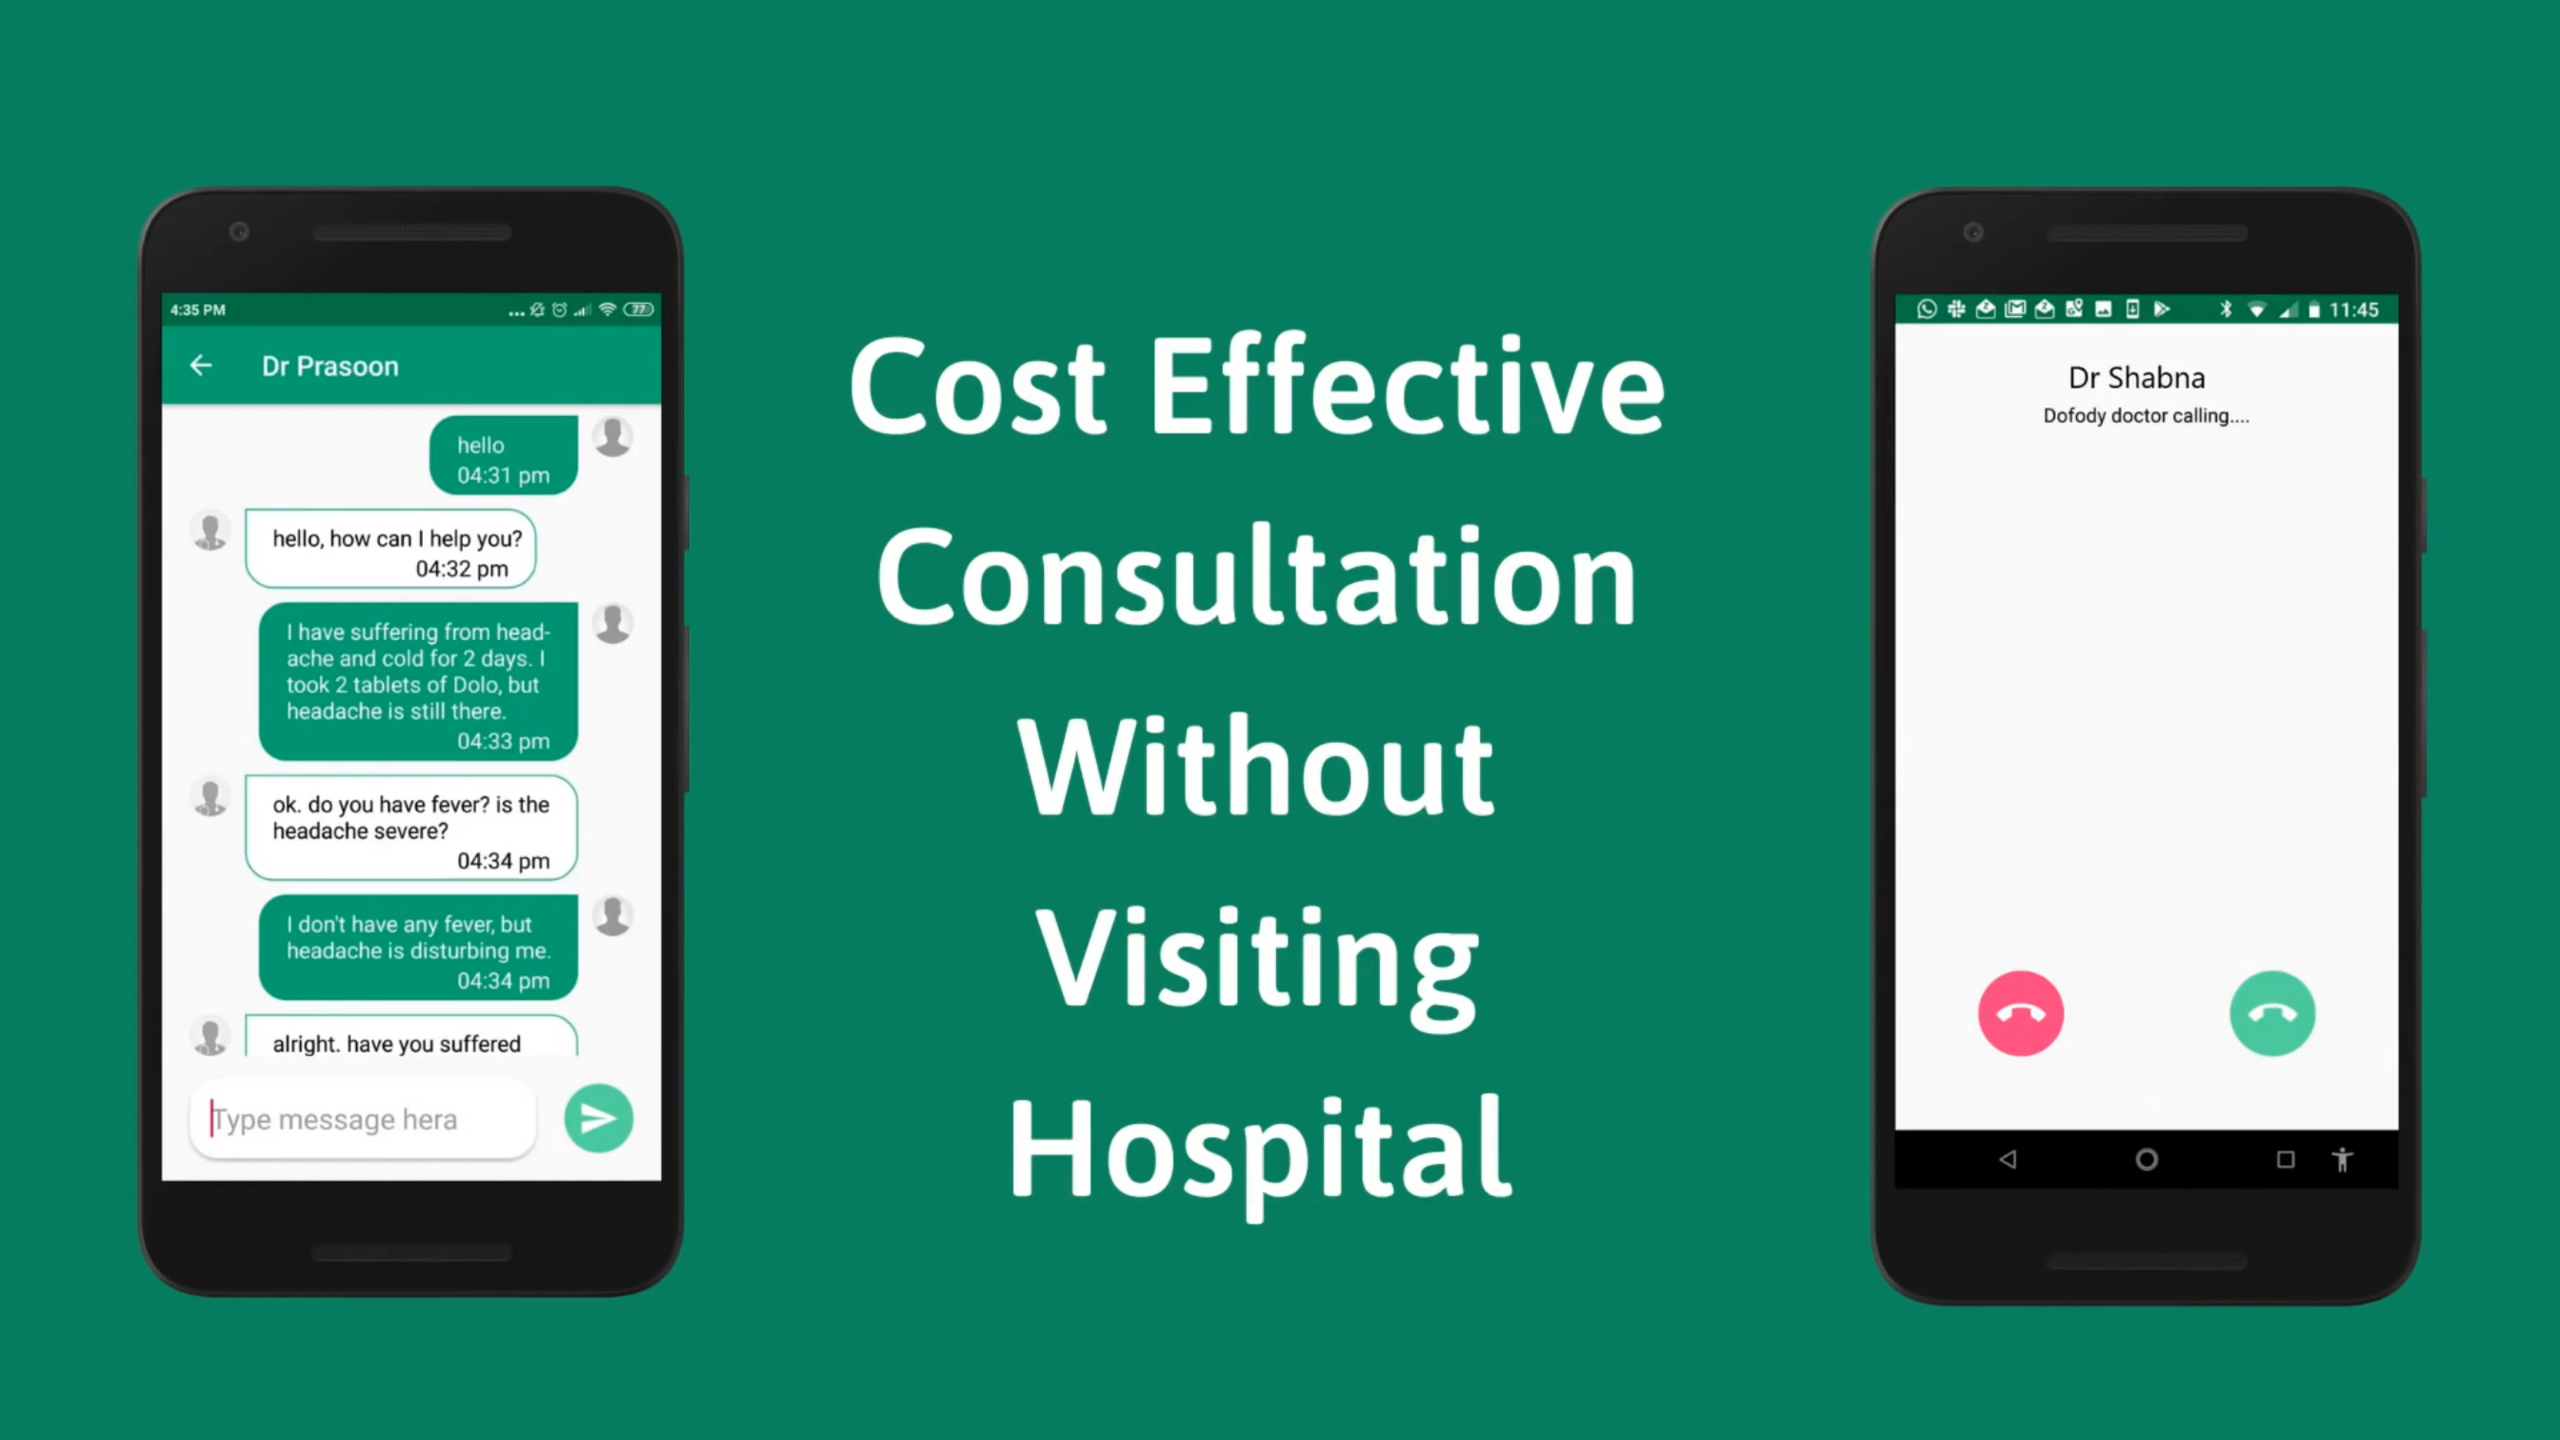 4:35 PM
77
Dr Prasoon
hello
04:31 pm
hello, how can I help you?
04:32 pm
I have suffering from head-
ache and cold for 2 days. I
took 2 tablets of Dolo, but
headache is still there.
04:33 pm
ok. do you have fever? is the
headache severe?
04:34 pm
I don't have any fever, but
headache is disturbing me.
04:34 pm
alright. have you suffered
Type message hera
Cost Effective
Consultation
Without
Visiting
Hospital
11:45
Dr Shabna
Dofody doctor calling....